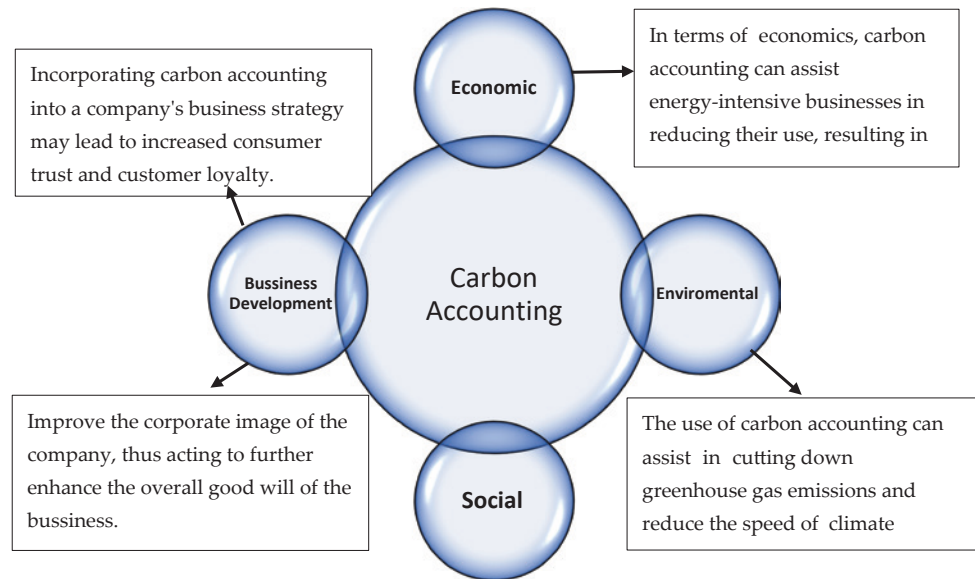 Economic
In terms of economics, carbon
accounting can assist
energy-intensive businesses in
reducing their use, resulting in
Incorporating carbon accounting
into a company's business strategy
may lead to increased consumer
trust and customer loyalty.
Bussiness
Development
Carbon
Accounting
Enviromental
Improve the corporate image of the
company, thus acting to further
enhance the overall good will of the
bussiness.
Social
The use of carbon accounting can
assist in cutting down
greenhouse gas emissions and
reduce the speed of climate